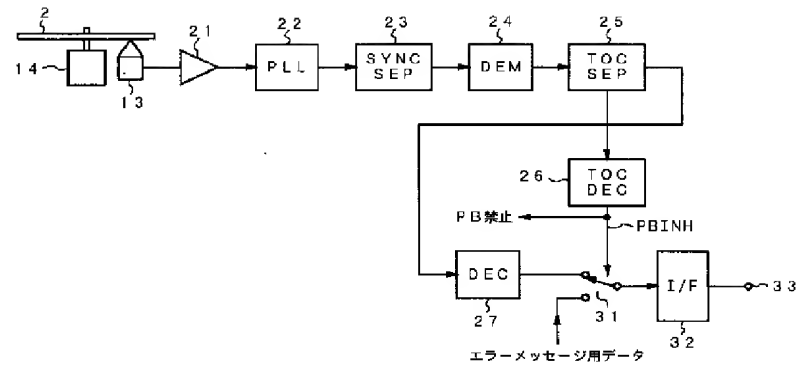 2
14
13
21
22
PLL
23
SYNC
SEP
24
DEM
25
TOC
SEP
26
TOC
DEC
PB禁止
PBINH
DEC
27
31
I/F
32
33
エラーメッセージ用データ